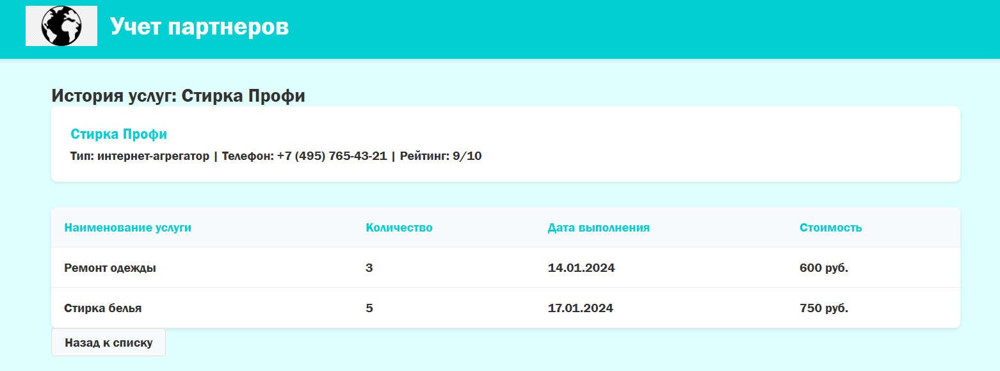 Учет партнеров
История услуг: Стирка Профи
Стирка Профи
Тип: интернет-агрегатор | Телефон: +7 (495) 765-43-21 | Рейтинг: 9/10
Наименование услуги Количество Дата выполнения Стоимость
Ремонт одежды 3 14.01.2024 600 руб.
Стирка белья 5 17.01.2024 750 руб.
Назад к списку